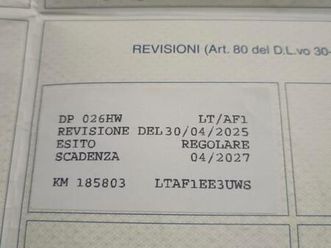 REVISIONI (Art. 80 del D.L.vo 30-
DP 026HW LT/AF1
REVISIONE DEL30/04/2025
ESITO REGOLARE
SCADENZA 04/2027
KM 185803 LTAF1EE3UWS